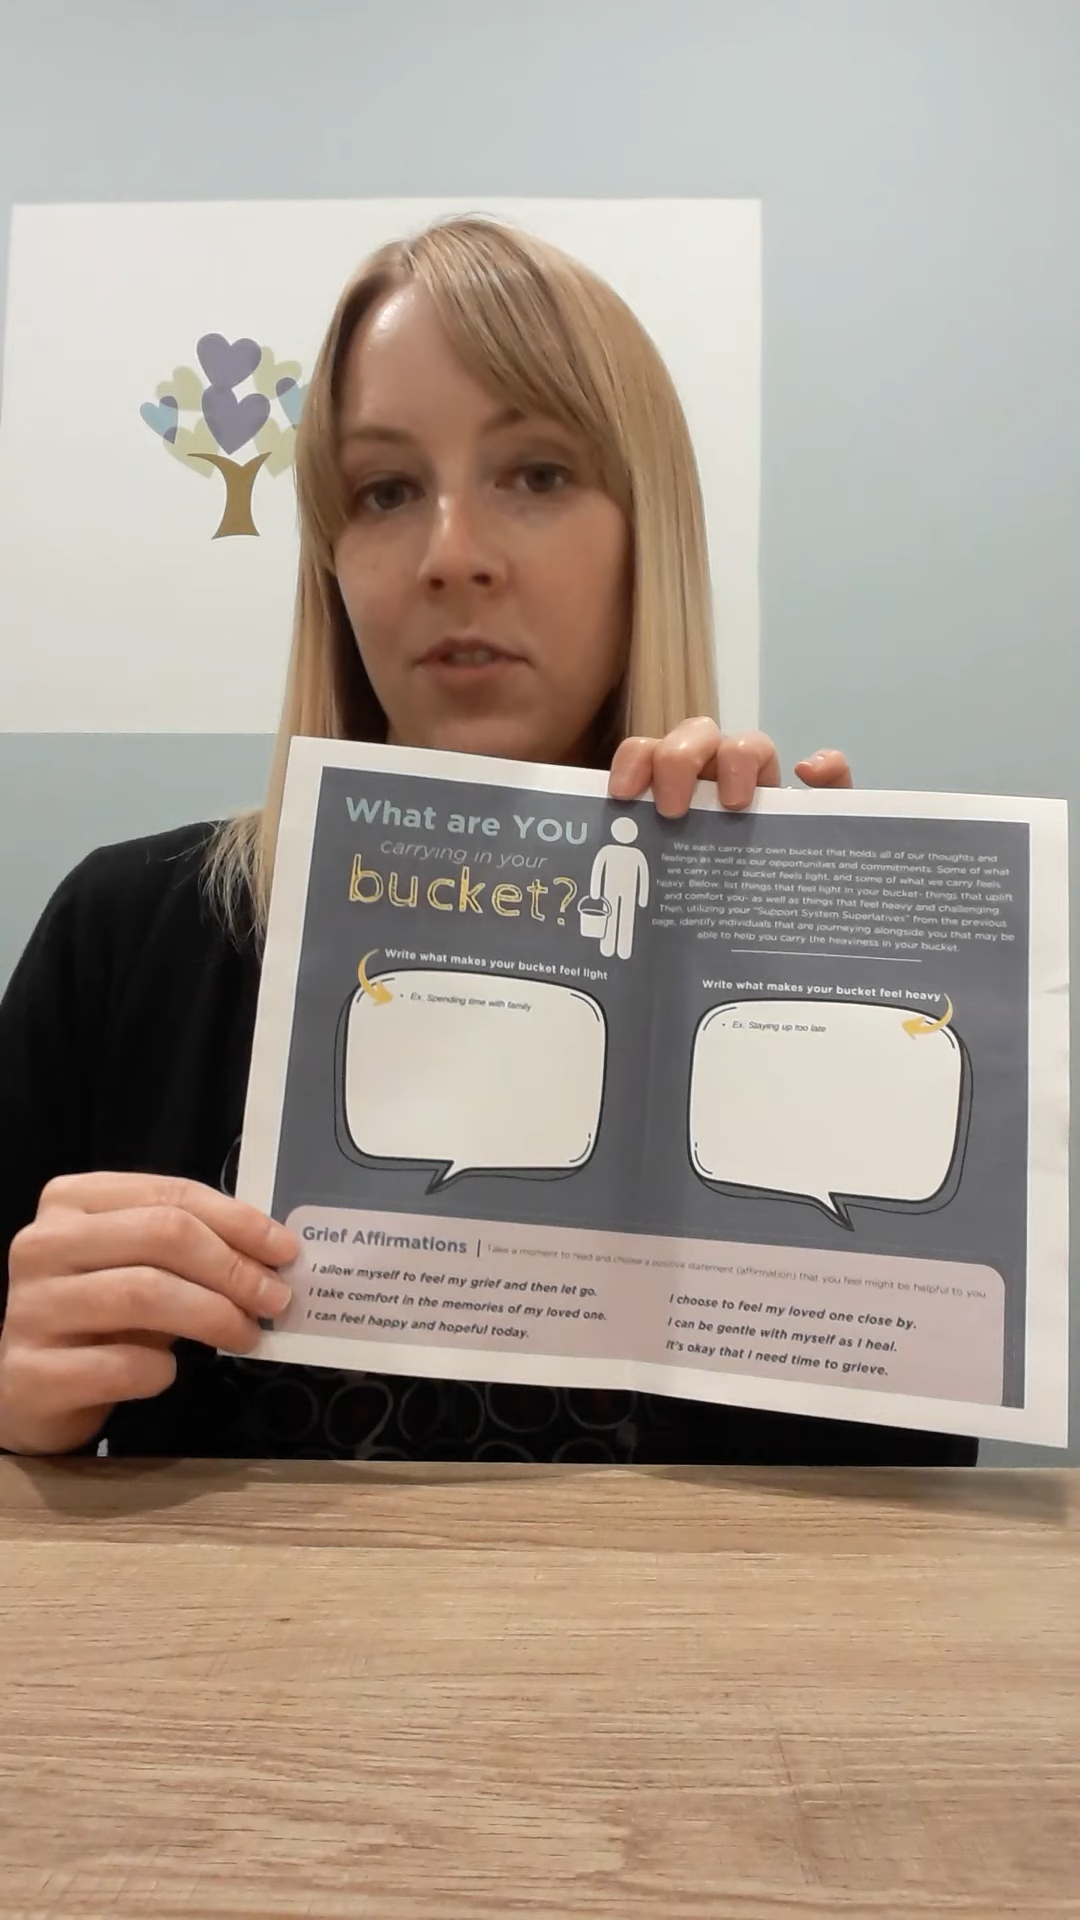 What are YOU
carrying in your
bucket?
We each carry our own bucket that holds all of our thoughts and
feelings as well as our opportunities and commitments. Some of what
we carry in our bucket feels light, and some of what we carry feels
heavy. Below, list things that feel light in your bucket- things that uplift
and comfort you- as well as things that feel heavy and challenging.
Then, utilizing your "Support System Superlatives" from the previous
page, identify individuals that are journeying alongside you that may be
able to help you carry the heaviness in your bucket.
Write what makes your bucket feel light
• Ex. Spending time with family
Write what makes your bucket feel heavy
• Ex. Staying up too late
Grief Affirmations | Take a moment to read and choose a positive statement (affirmation) that you feel might be helpful to you
I allow myself to feel my grief and then let go.
I take comfort in the memories of my loved one.
I can feel happy and hopeful today.
I choose to feel my loved one close by.
I can be gentle with myself as I heal.
It's okay that I need time to grieve.